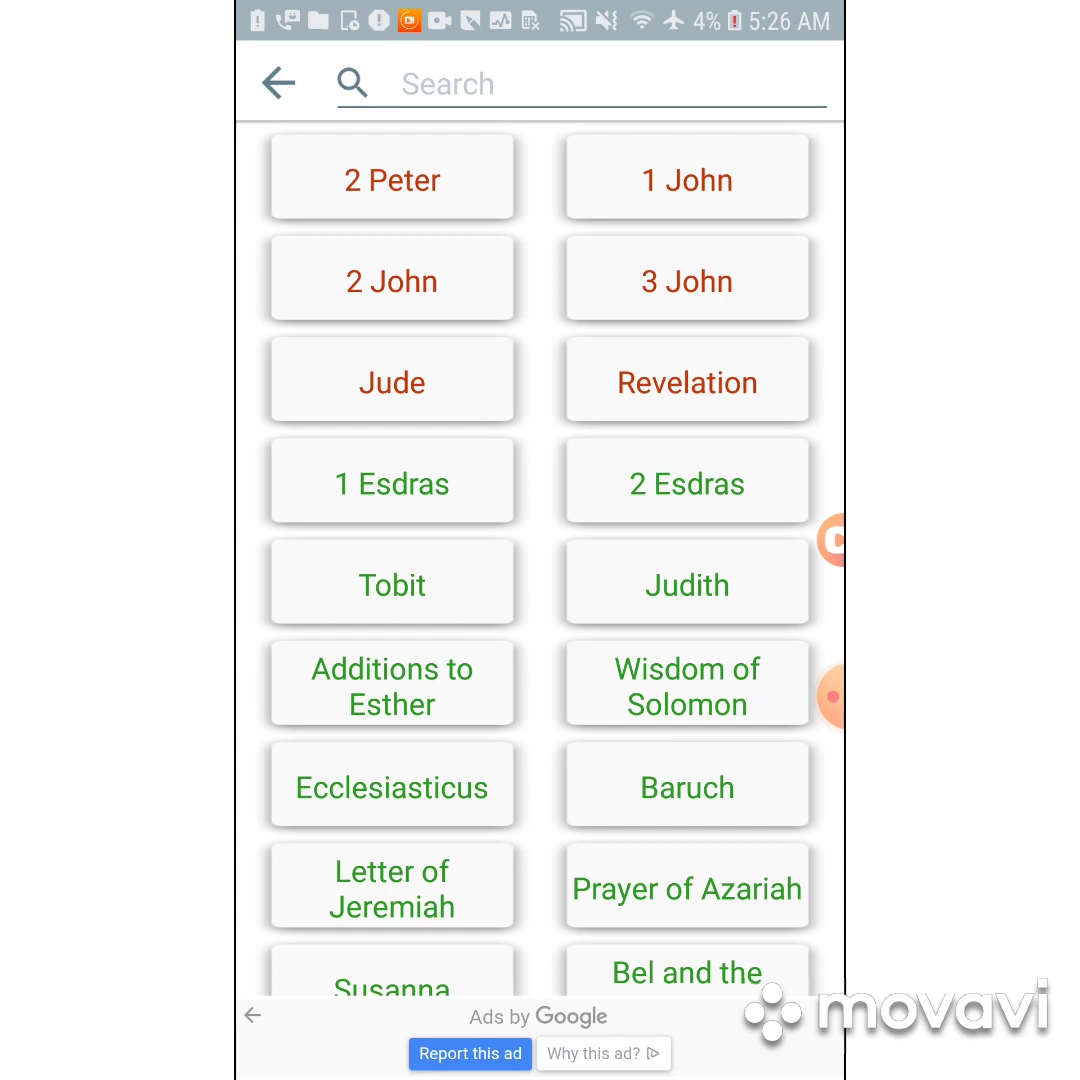 4% 5:26 AM
Search
2 Peter
1 John
2 John
3 John
Jude
Revelation
1 Esdras
2 Esdras
Tobit
Judith
Additions to
Esther
Wisdom of
Solomon
Ecclesiasticus
Baruch
Letter of
Jeremiah
Prayer of Azariah
Susanna
Bel and the
Ads by Google
Report this ad
Why this ad?
movavi